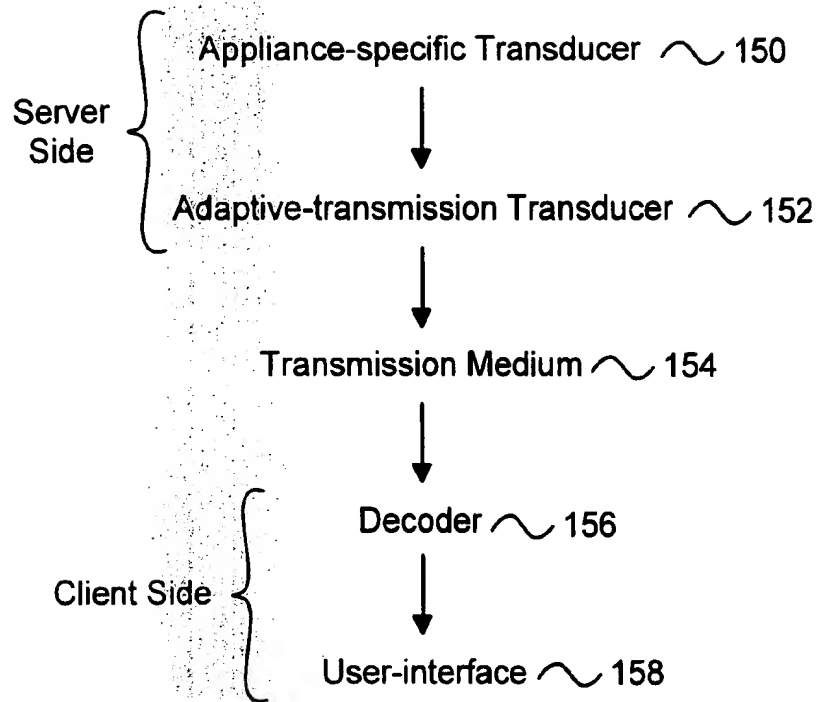 Appliance-specific Transducer 150
Server
Side
Adaptive-transmission Transducer 152
Transmission Medium 154
Decoder 156
Client Side
User-interface 158